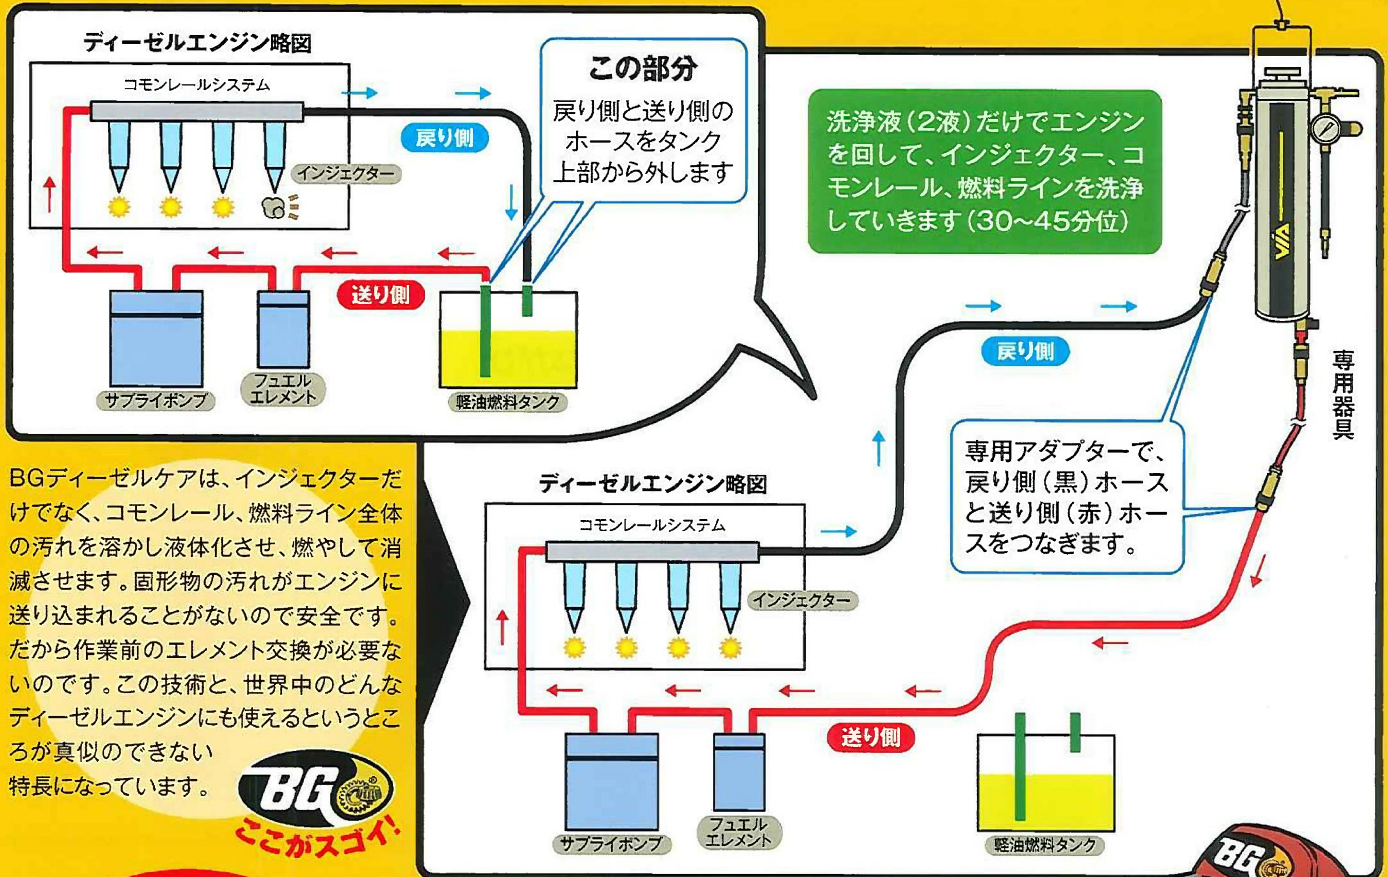 ディーゼルエンジン略図
コモンレールシステム
戻り側
インジェクター
送り側
サプライポンプ
フュエル
エレメント
軽油燃料タンク
この部分
戻り側と送り側の
ホースをタンク
上部から外します
洗浄液（2液）だけでエンジン
を回して、インジェクター、コ
モンレール、燃料ラインを洗浄
していきます（30〜45分位）
VIA
専用器具
戻り側
専用アダプターで、
戻り側（黒）ホース
と送り側（赤）ホー
スをつなぎます。
ディーゼルエンジン略図
コモンレールシステム
インジェクター
送り側
サプライポンプ
フュエル
エレメント
軽油燃料タンク
BGディーゼルケアは、インジェクターだ
けでなく、コモンレール、燃料ライン全体
の汚れを溶かし液体化させ、燃やして消
滅させます。固形物の汚れがエンジンに
送り込まれることがないので安全です。
だから作業前のエレメント交換が必要な
いのです。この技術と、世界中のどんな
ディーゼルエンジンにも使えるというとこ
ろが真似のできない
特長になっています。
BG®
ここがスゴイ!
BG